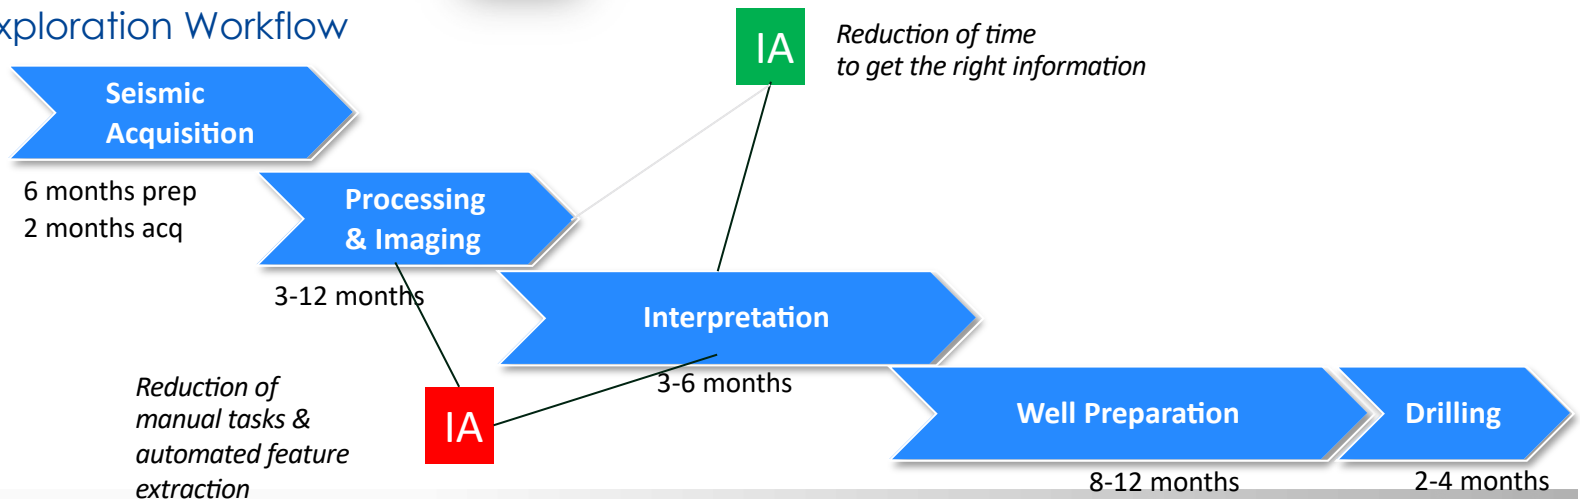 xploration Workflow
IA
Reduction of time
to get the right information
Seismic
Acquisition
6 months prep
2 months acq
Processing
& Imaging
3-12 months
Interpretation
3-6 months
Reduction of
manual tasks &
automated feature
extraction
IA
Well Preparation
8-12 months
Drilling
2-4 months